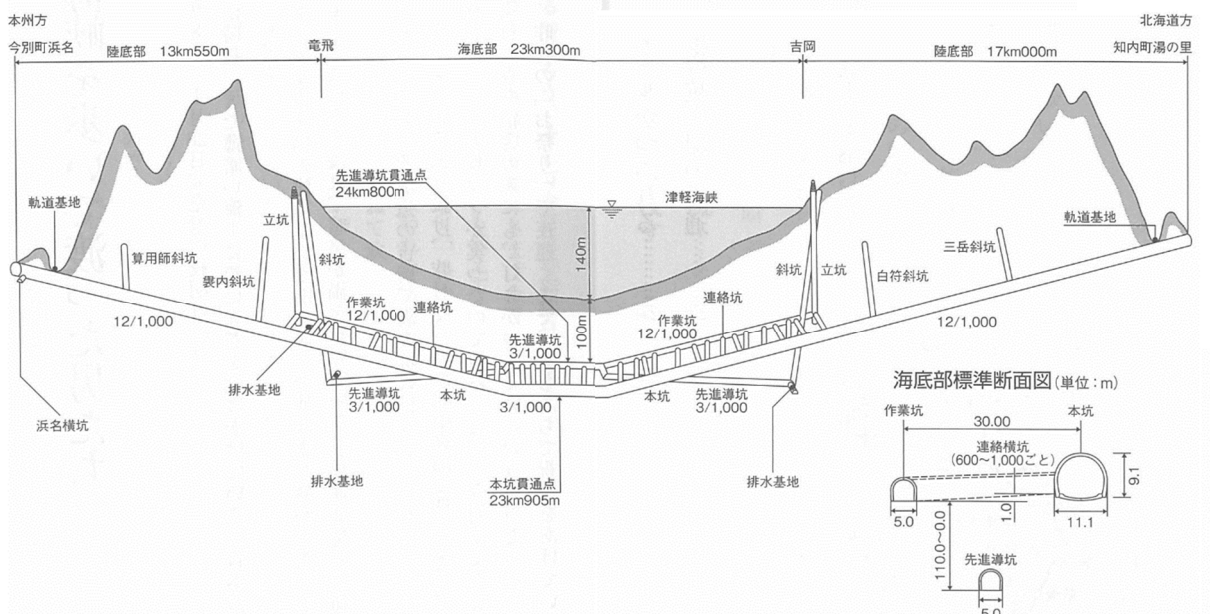 本州方
今別町浜名
陸底部 13km550m
竜飛
海底部 23km300m
吉岡
陸底部 17km000m
北海道方
知内町湯の里
軌道基地
算用師斜坑
袰内斜坑
立坑
斜坑
先進導坑貫通点
24km800m
津軽海峡
140m
100m
斜坑
立坑
白符斜坑
三岳斜坑
軌道基地
12/1,000
作業坑
12/1,000
連絡坑
先進導坑
3/1,000
作業坑
12/1,000
連絡坑
12/1,000
浜名横坑
排水基地
排水基地
先進導坑
3/1,000
本坑
3/1,000
本坑
先進導坑
3/1,000
排水基地
本坑貫通点
23km905m
海底部標準断面図(単位:m)
作業坑
本坑
30.00
連絡横坑
(600〜1,000ごと)
9.1
5.0
1.0
11.1
110.0〜0.0
先進導坑
5.0